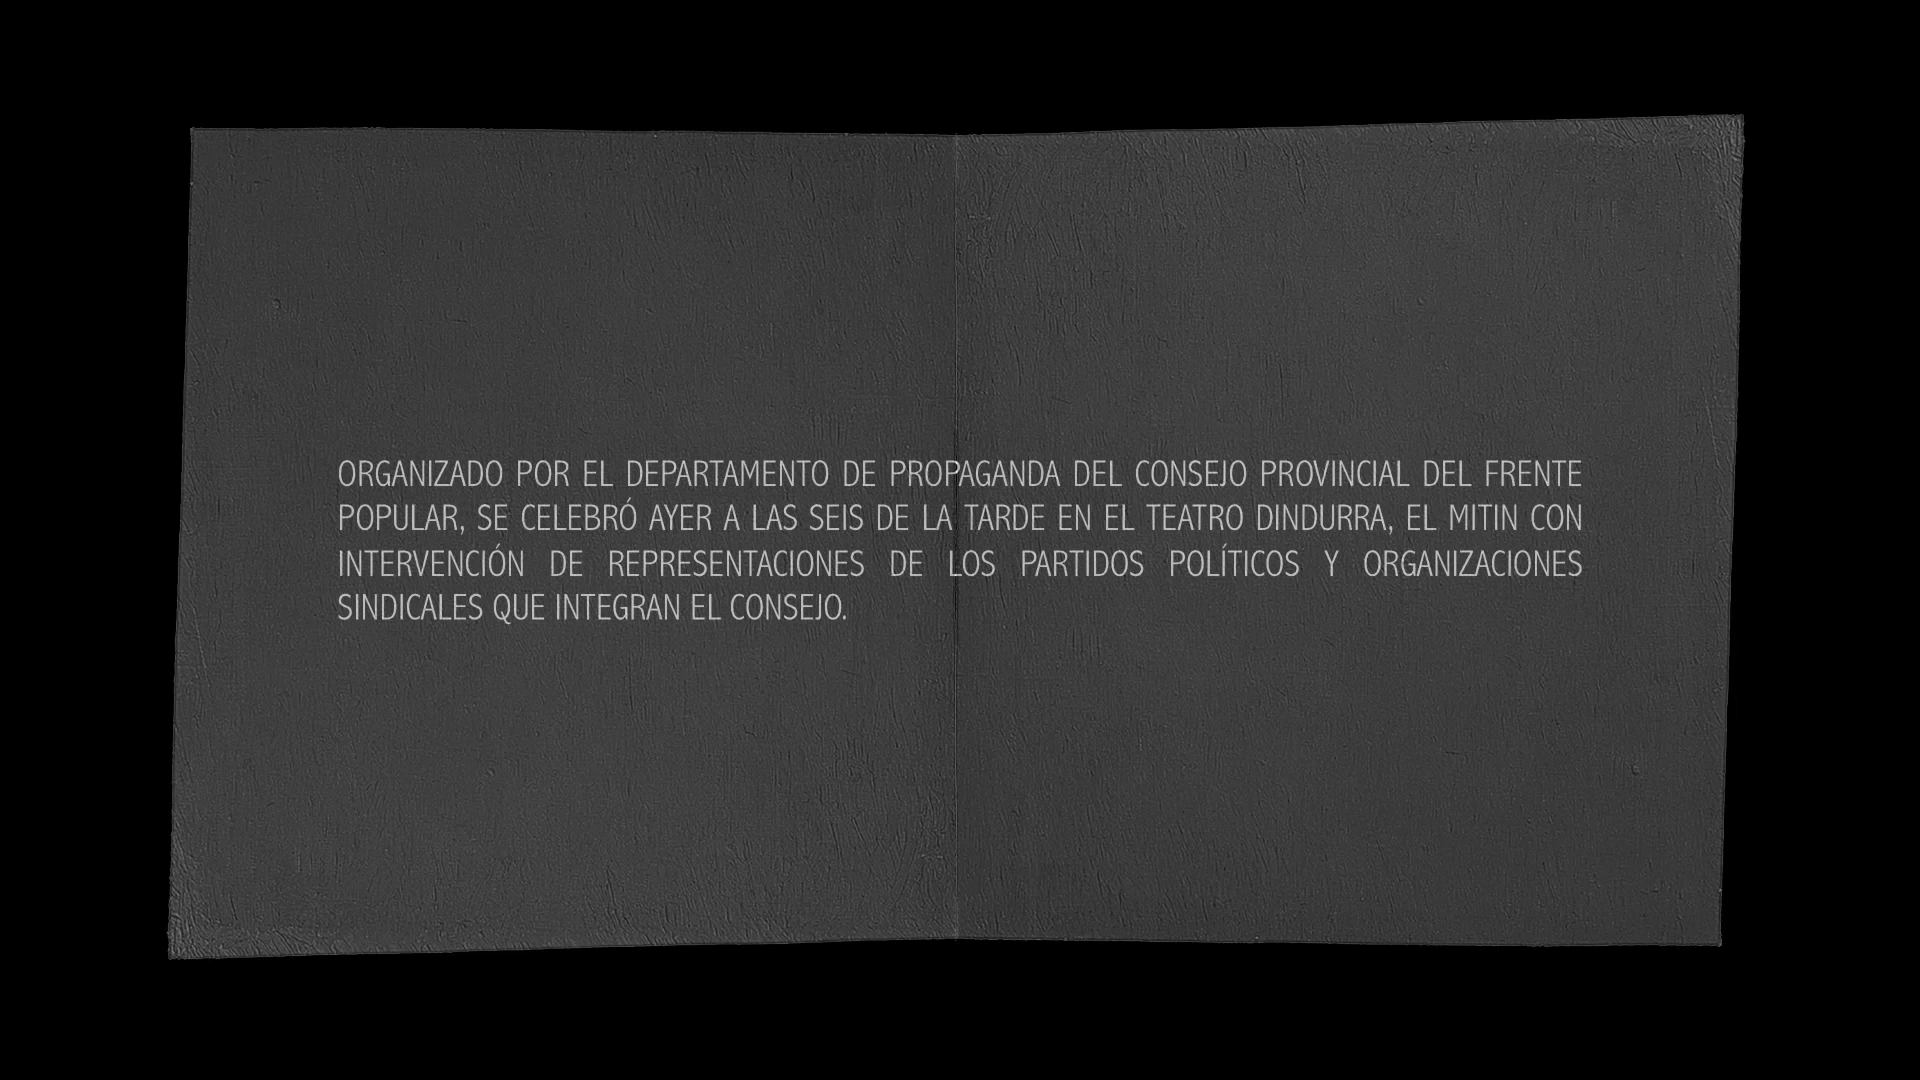 ORGANIZADO POR EL DEPARTAMENTO DE PROPAGANDA DEL CONSEJO PROVINCIAL DEL FRENTE
POPULAR, SE CELEBRÓ AYER A LAS SEIS DE LA TARDE EN EL TEATRO DINDURRA, EL MITIN CON
INTERVENCIÓN DE REPRESENTACIONES DE LOS PARTIDOS POLÍTICOS Y ORGANIZACIONES
SINDICALES QUE INTEGRAN EL CONSEJO.